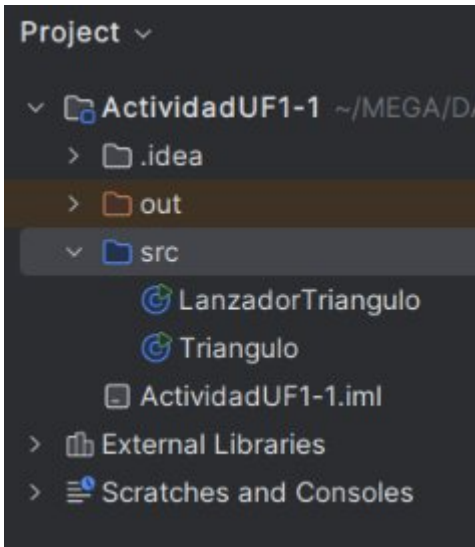 Project
ActividadUF1-1 ~/MEGA/DA
.idea
out
src
LanzadorTriangulo
Triangulo
ActividadUF1-1.iml
External Libraries
Scratches and Consoles